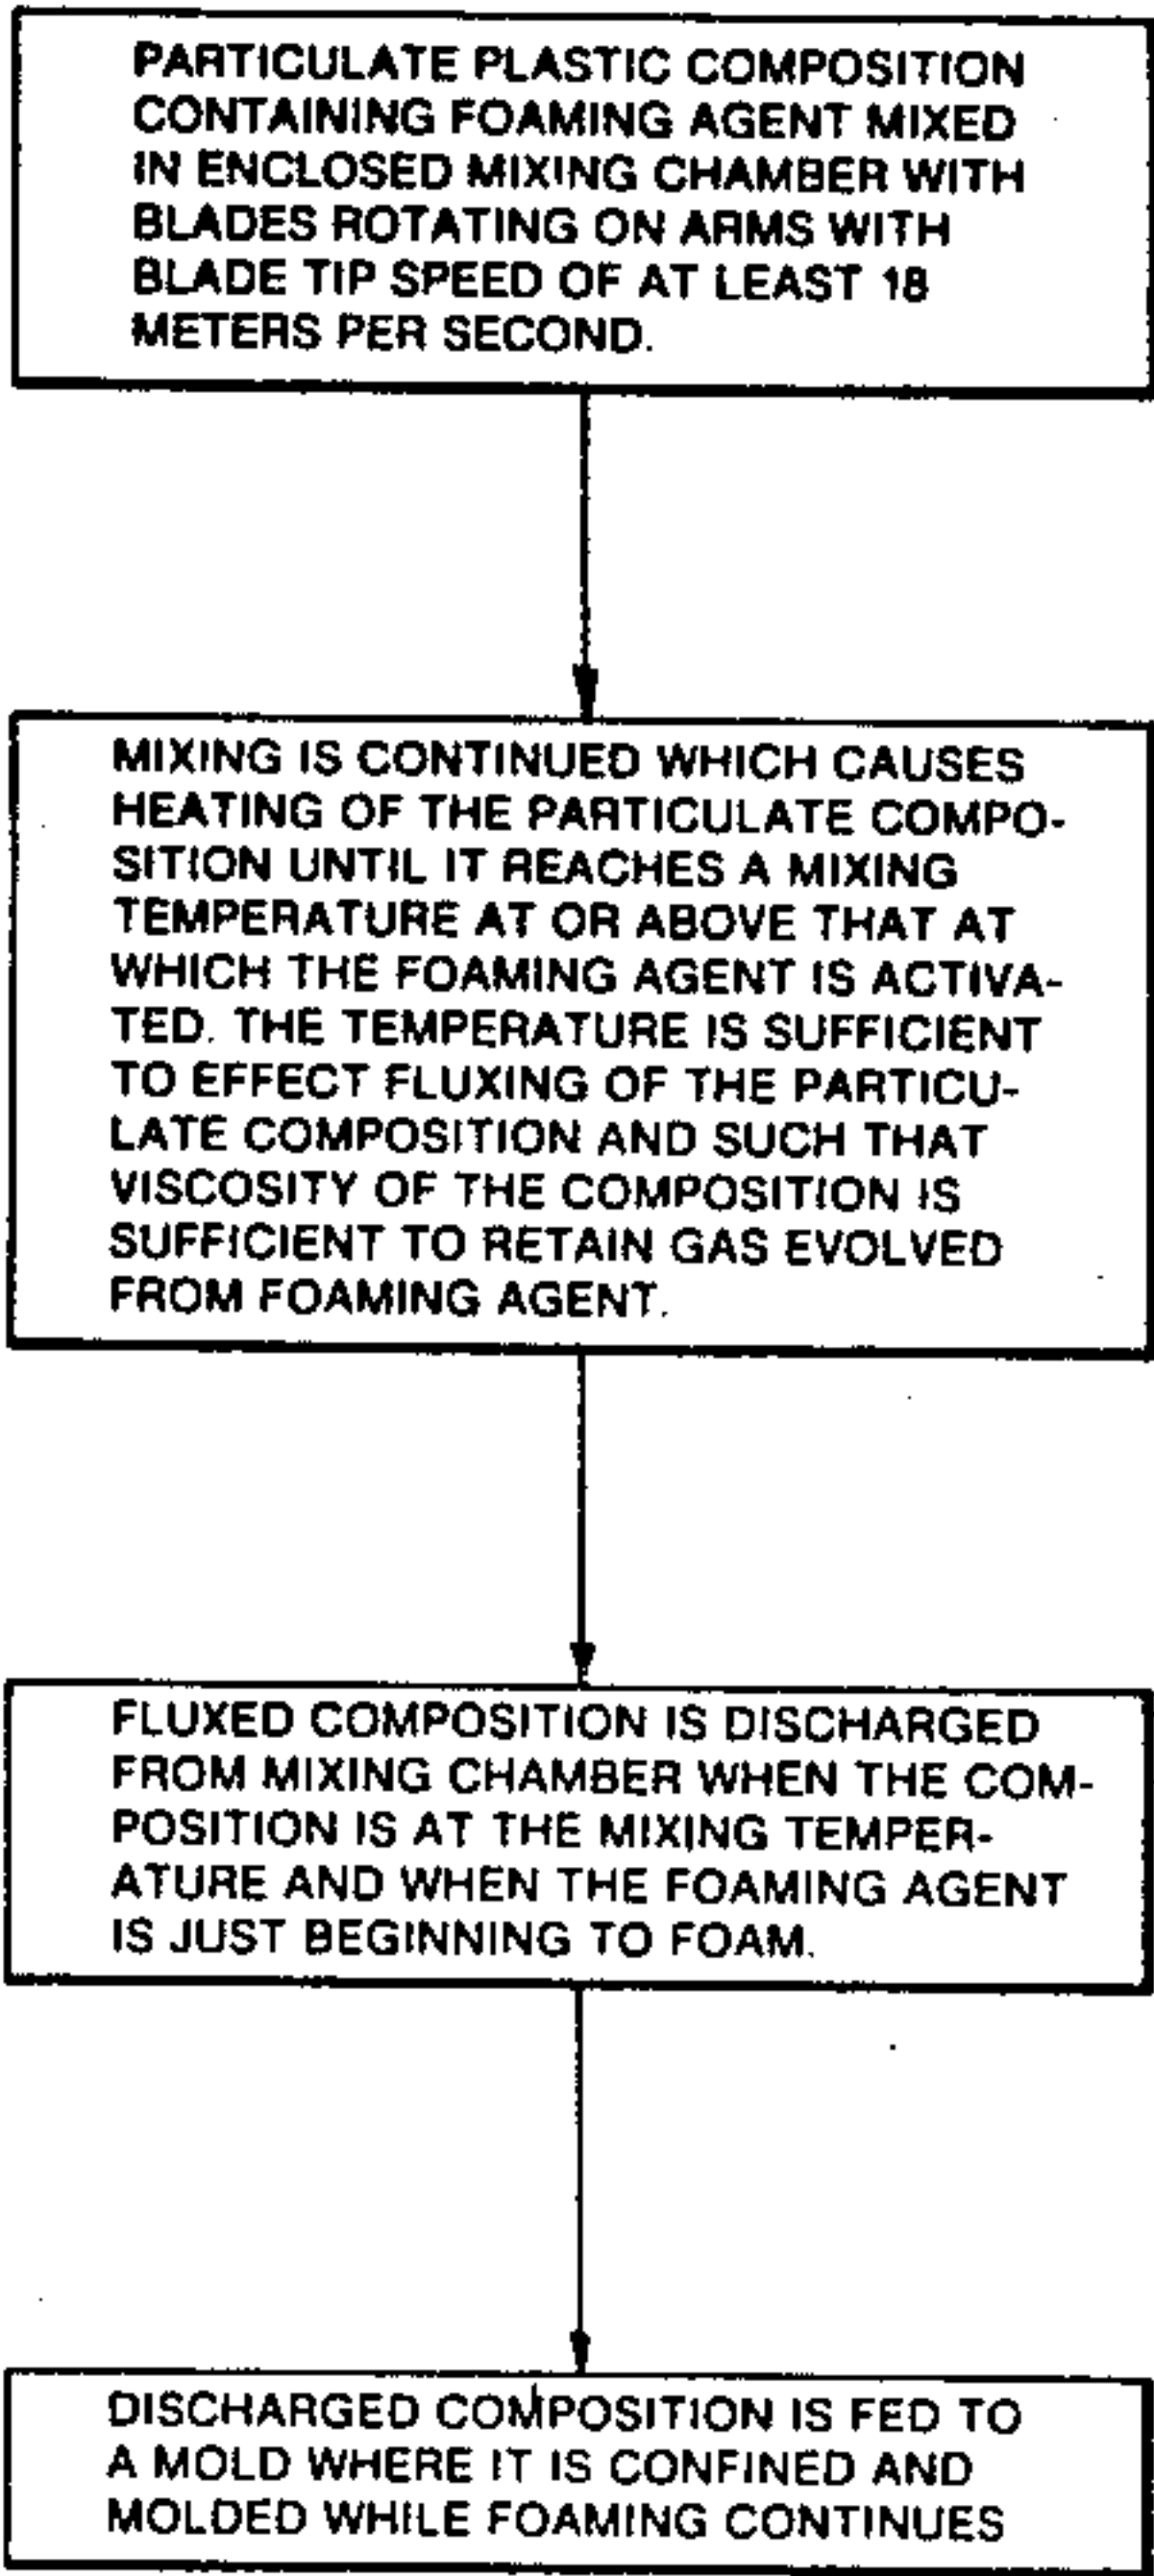 PARTICULATE PLASTIC COMPOSITION
CONTAINING FOAMING AGENT MIXED
IN ENCLOSED MIXING CHAMBER WITH
BLADES ROTATING ON ARMS WITH
BLADE TIP SPEED OF AT LEAST 18
METERS PER SECOND.
MIXING IS CONTINUED WHICH CAUSES
HEATING OF THE PARTICULATE COMPO-
SITION UNTIL IT REACHES A MIXING
TEMPERATURE AT OR ABOVE THAT AT
WHICH THE FOAMING AGENT IS ACTIVA-
TED. THE TEMPERATURE IS SUFFICIENT
TO EFFECT FLUXING OF THE PARTICU-
LATE COMPOSITION AND SUCH THAT
VISCOSITY OF THE COMPOSITION IS
SUFFICIENT TO RETAIN GAS EVOLVED
FROM FOAMING AGENT.
FLUXED COMPOSITION IS DISCHARGED
FROM MIXING CHAMBER WHEN THE COM-
POSITION IS AT THE MIXING TEMPER-
ATURE AND WHEN THE FOAMING AGENT
IS JUST BEGINNING TO FOAM.
DISCHARGED COMPOSITION IS FED TO
A MOLD WHERE IT IS CONFINED AND
MOLDED WHILE FOAMING CONTINUES